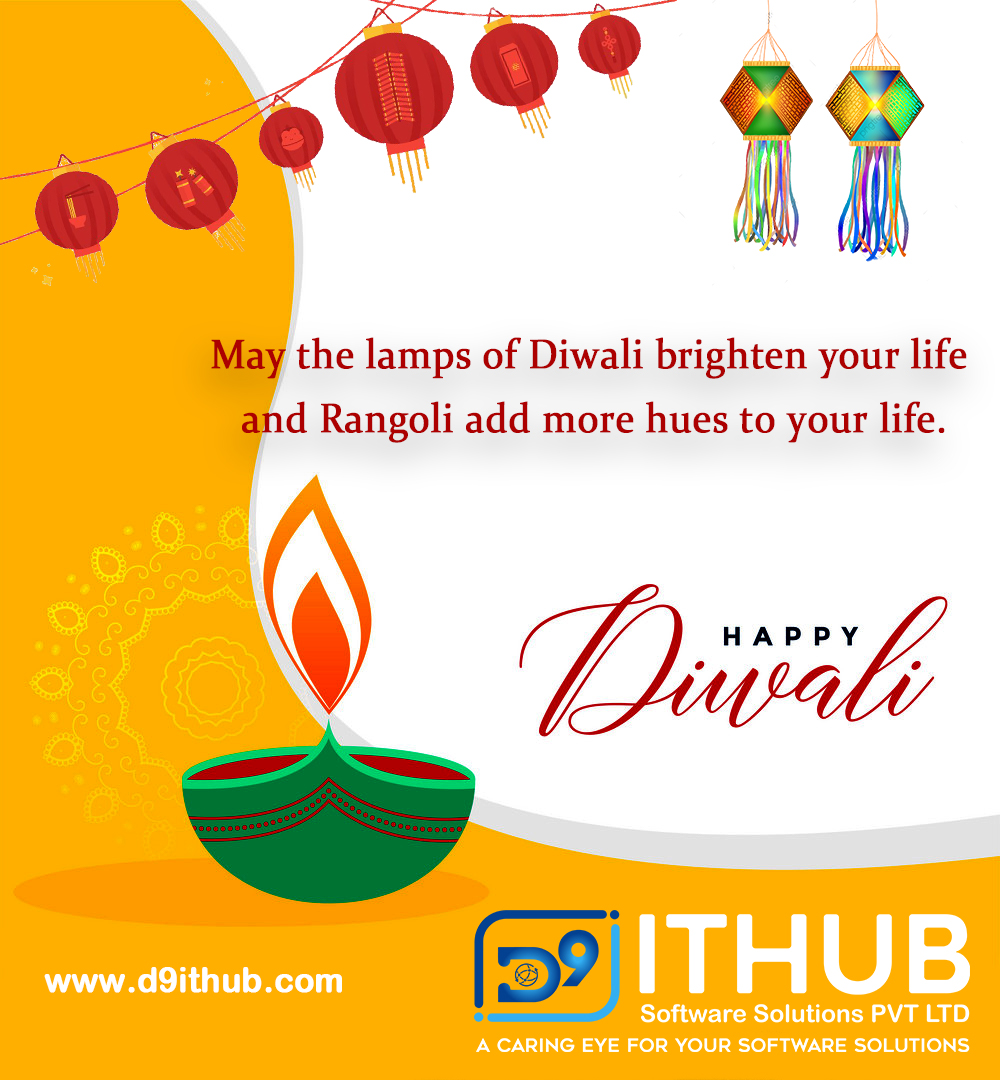 May the lamps of Diwali brighten your life
and Rangoli add more hues to your life.
HAPPY
Diwali
www.d9ithub.com
D9 ITHUB
Software Solutions PVT LTD
A CARING EYE FOR YOUR SOFTWARE SOLUTIONS